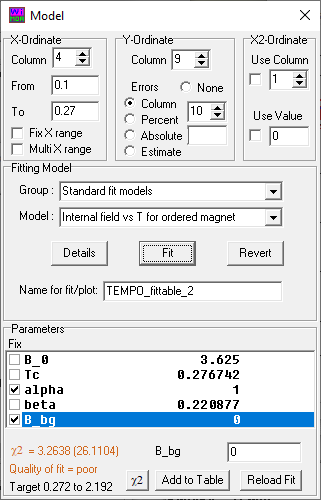 Model
X-Ordinate
Column 4
From 0.1
To 0.27
Fix X range
Multi X range
Y-Ordinate
Column 9
Errors None
Column 10
Percent
Absolute
Estimate
X2-Ordinate
Use Column
1
Use Value
0
Fitting Model
Group : Standard fit models
Model : Internal field vs T for ordered magnet
Details Fit Revert
Name for fit/plot: TEMPO_fittable_2
Parameters
Fix
B_0 3.625
Tc 0.276742
alpha 1
beta 0.220877
B_bg 0
χ2 = 3.2638 (26.1104) B_bg 0
Quality of fit = poor
Target 0.272 to 2.192 χ2 Add to Table Reload Fit